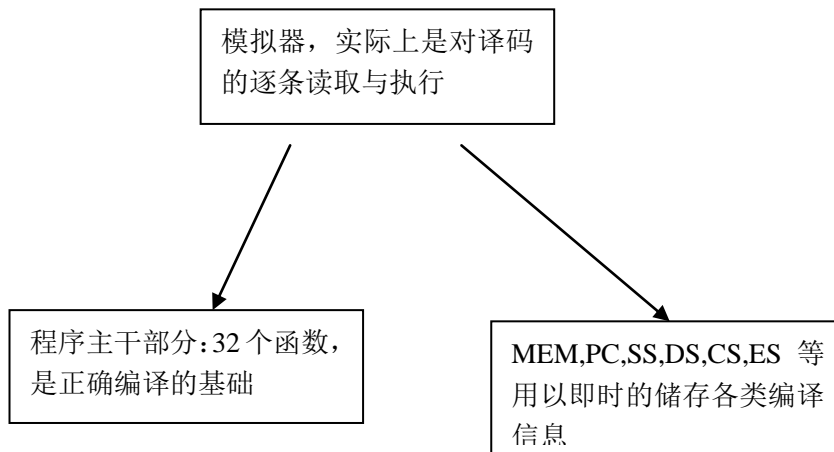 模拟器，实际上是对译码
的逐条读取与执行
程序主干部分：32 个函数，
是正确编译的基础
MEM,PC,SS,DS,CS,ES 等
用以即时的储存各类编译
信息